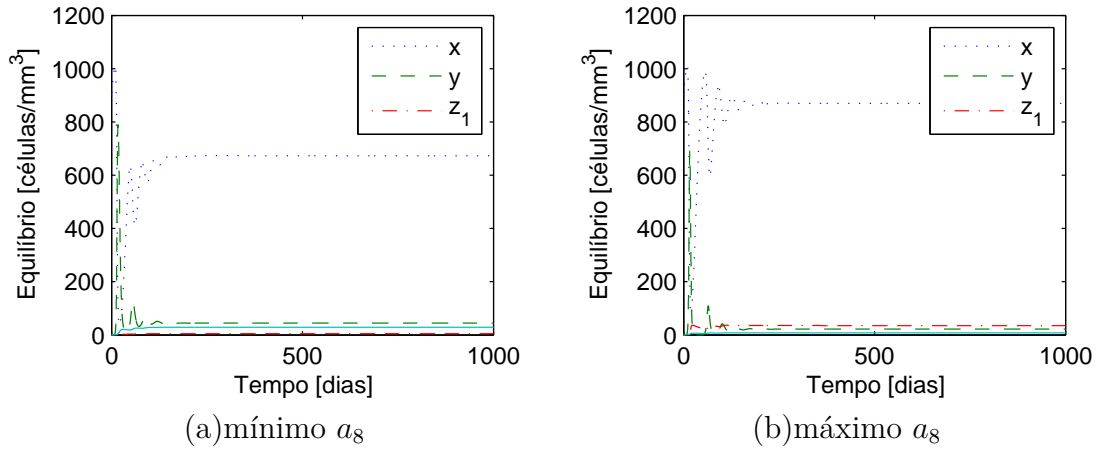 1200
1000
800
600
400
200
0
Equilíbrio [células/mm³]
x
y
z₁
0
500
1000
Tempo [dias]
(a)mínimo a₈
1200
1000
800
600
400
200
0
Equilíbrio [células/mm³]
x
y
z₁
0
500
1000
Tempo [dias]
(b)máximo a₈